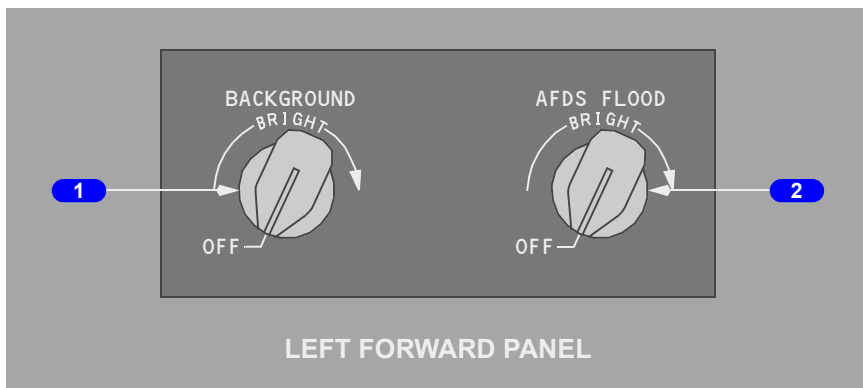 BACKGROUND
AFDS FLOOD
BRIGHT
BRIGHT
1
2
OFF
OFF
LEFT FORWARD PANEL